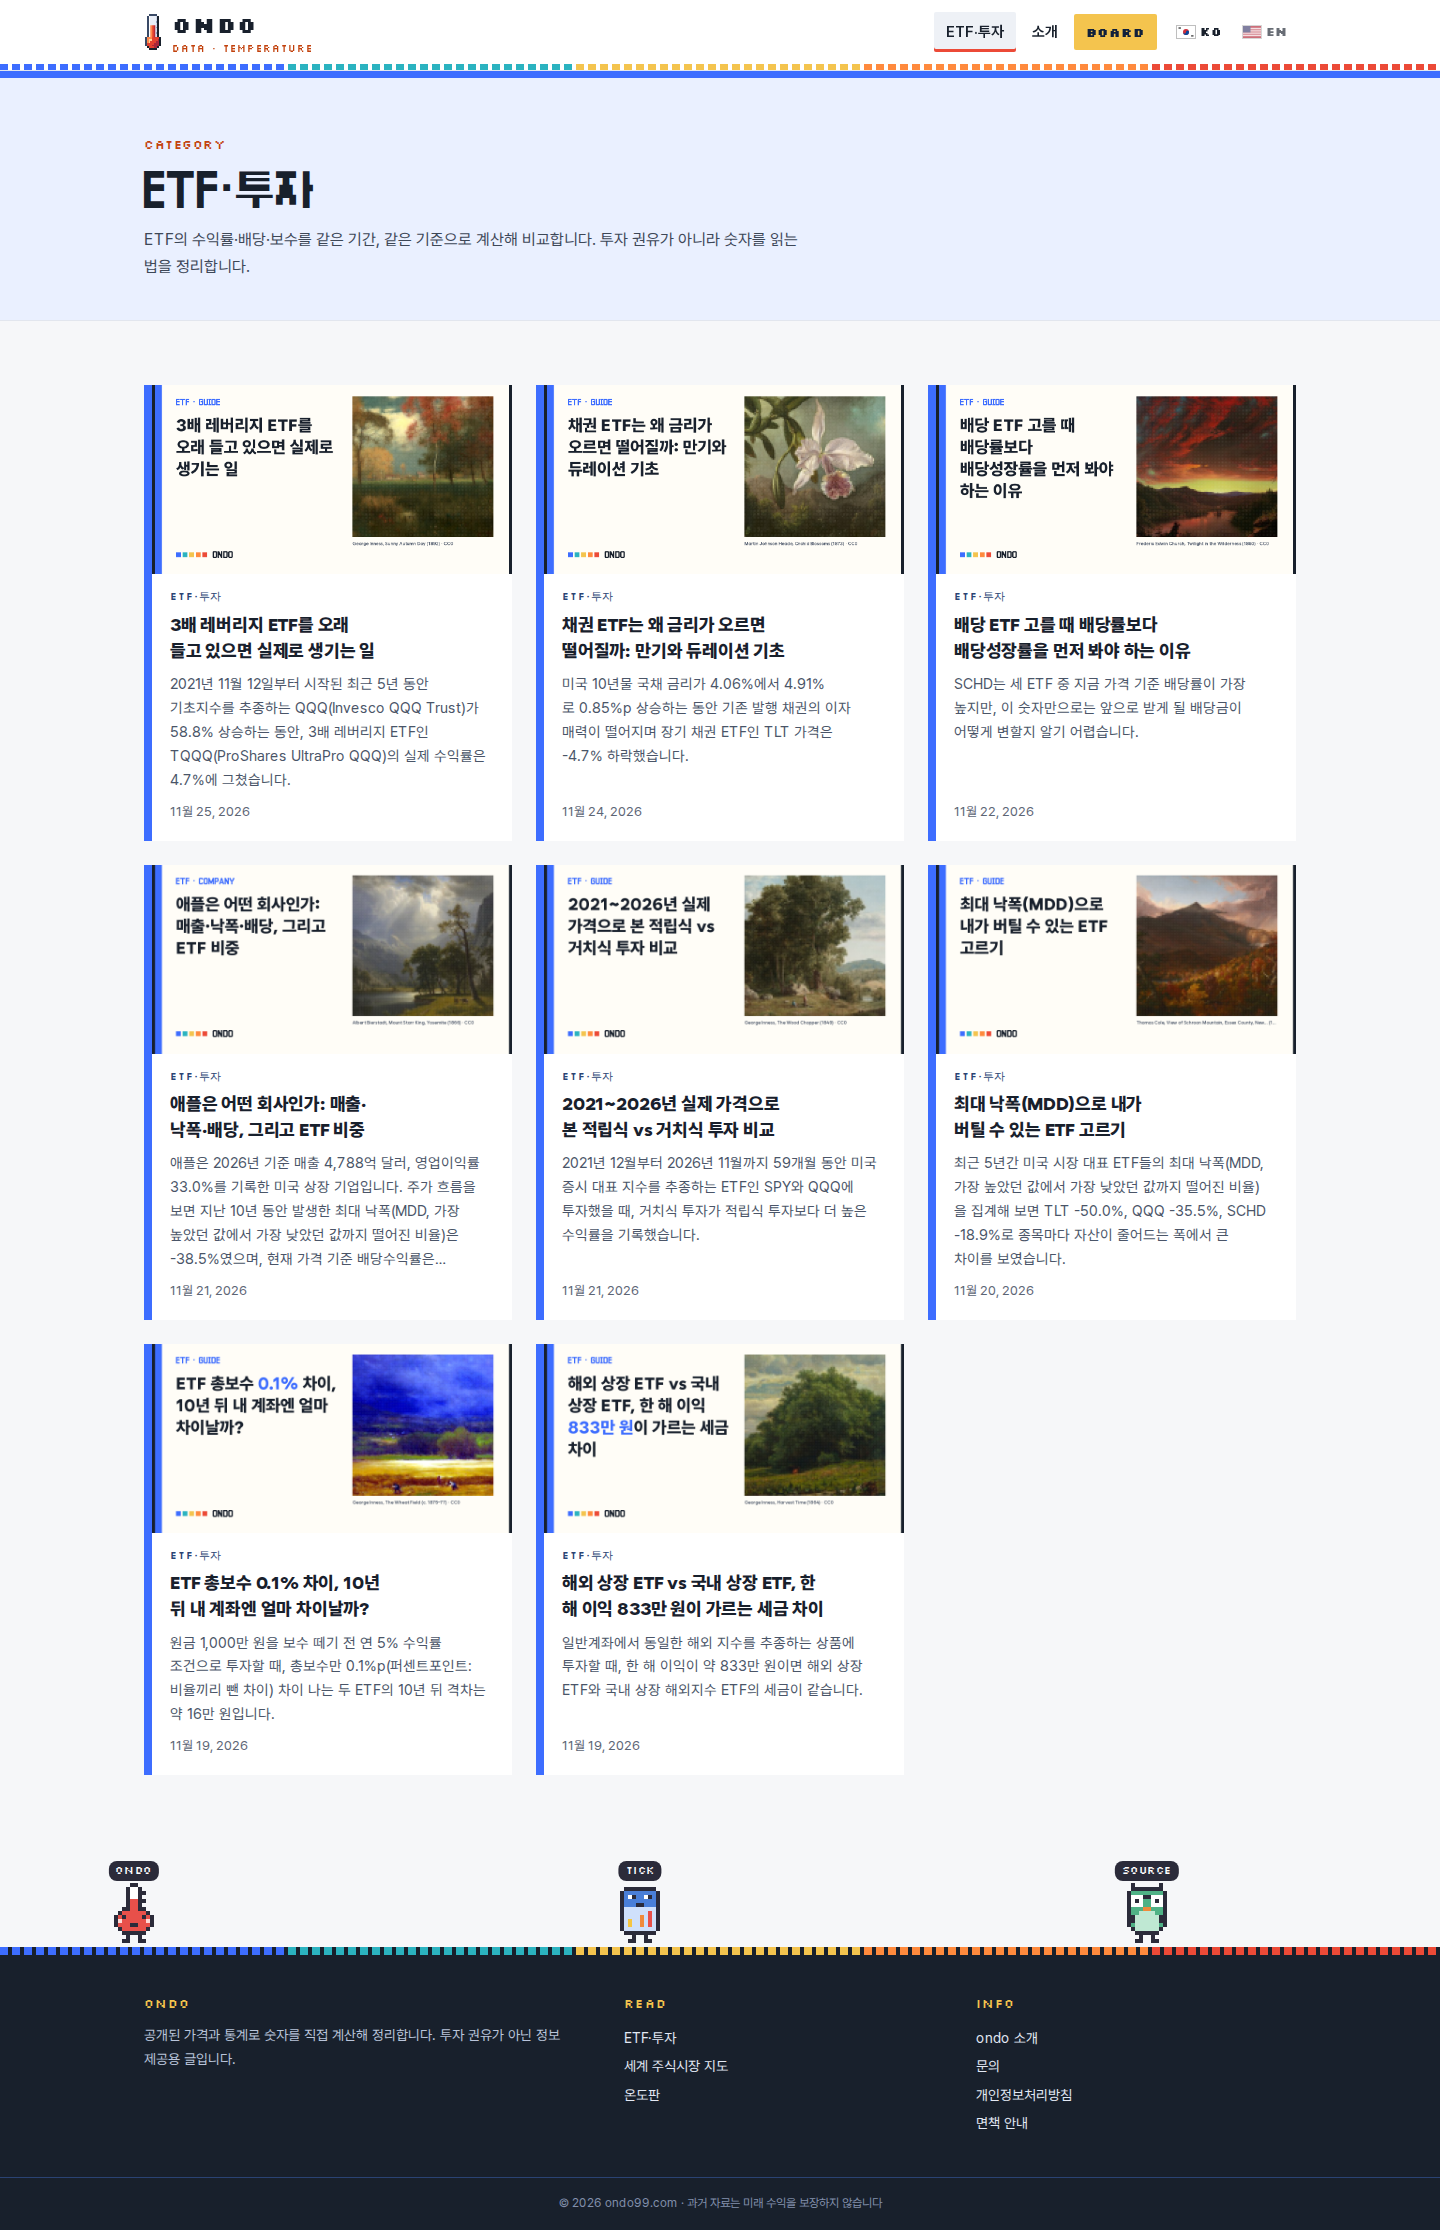 ONDO
DATA · TEMPERATURE
ETF·투자
소개
BOARD
KO
EN
CATEGORY
ETF·투자
ETF의 수익률·배당·보수를 같은 기간, 같은 기준으로 계산해 비교합니다. 투자 권유가 아니라 숫자를 읽는
법을 정리합니다.
ETF · GUIDE
3배 레버리지 ETF를
오래 들고 있으면 실제로
생기는 일
George Inness, Sunny Autumn Day (1892) · CC0
ONDO
ETF·투자
3배 레버리지 ETF를 오래
들고 있으면 실제로 생기는 일
2021년 11월 12일부터 시작된 최근 5년 동안
기초지수를 추종하는 QQQ(Invesco QQQ Trust)가
58.8% 상승하는 동안, 3배 레버리지 ETF인
TQQQ(ProShares UltraPro QQQ)의 실제 수익률은
4.7%에 그쳤습니다.
11월 25, 2026
ETF · GUIDE
채권 ETF는 왜 금리가
오르면 떨어질까: 만기와
듀레이션 기초
Martin Johnson Heade, Orchid Blossoms (1873) · CC0
ONDO
ETF·투자
채권 ETF는 왜 금리가 오르면
떨어질까: 만기와 듀레이션 기초
미국 10년물 국채 금리가 4.06%에서 4.91%
로 0.85%p 상승하는 동안 기존 발행 채권의 이자
매력이 떨어지며 장기 채권 ETF인 TLT 가격은
-4.7% 하락했습니다.
11월 24, 2026
ETF · GUIDE
배당 ETF 고를 때
배당률보다
배당성장률을 먼저 봐야
하는 이유
Frederic Edwin Church, Twilight in the Wilderness (1860) · CC0
ONDO
ETF·투자
배당 ETF 고를 때 배당률보다
배당성장률을 먼저 봐야 하는 이유
SCHD는 세 ETF 중 지금 가격 기준 배당률이 가장
높지만, 이 숫자만으로는 앞으로 받게 될 배당금이
어떻게 변할지 알기 어렵습니다.
11월 22, 2026
ETF · COMPANY
애플은 어떤 회사인가:
매출·낙폭·배당, 그리고
ETF 비중
Albert Bierstadt, Mount Starr King, Yosemite (1866) · CC0
ONDO
ETF·투자
애플은 어떤 회사인가: 매출·
낙폭·배당, 그리고 ETF 비중
애플은 2026년 기준 매출 4,788억 달러, 영업이익률
33.0%를 기록한 미국 상장 기업입니다. 주가 흐름을
보면 지난 10년 동안 발생한 최대 낙폭(MDD, 가장
높았던 값에서 가장 낮았던 값까지 떨어진 비율)은
-38.5%였으며, 현재 가격 기준 배당수익률은…
11월 21, 2026
ETF · GUIDE
2021~2026년 실제
가격으로 본 적립식 vs
거치식 투자 비교
George Inness, The Wood Chopper (1849) · CC0
ONDO
ETF·투자
2021~2026년 실제 가격으로
본 적립식 vs 거치식 투자 비교
2021년 12월부터 2026년 11월까지 59개월 동안 미국
증시 대표 지수를 추종하는 ETF인 SPY와 QQQ에
투자했을 때, 거치식 투자가 적립식 투자보다 더 높은
수익률을 기록했습니다.
11월 21, 2026
ETF · GUIDE
최대 낙폭(MDD)으로
내가 버틸 수 있는 ETF
고르기
Thomas Cole, View of Schroon Mountain, Essex County, New… (1…
ONDO
ETF·투자
최대 낙폭(MDD)으로 내가
버틸 수 있는 ETF 고르기
최근 5년간 미국 시장 대표 ETF들의 최대 낙폭(MDD,
가장 높았던 값에서 가장 낮았던 값까지 떨어진 비율)
을 집계해 보면 TLT -50.0%, QQQ -35.5%, SCHD
-18.9%로 종목마다 자산이 줄어드는 폭에서 큰
차이를 보였습니다.
11월 20, 2026
ETF · GUIDE
ETF 총보수 0.1% 차이,
10년 뒤 내 계좌엔 얼마
차이날까?
George Inness, The Wheat Field (c. 1875–77) · CC0
ONDO
ETF·투자
ETF 총보수 0.1% 차이, 10년
뒤 내 계좌엔 얼마 차이날까?
원금 1,000만 원을 보수 떼기 전 연 5% 수익률
조건으로 투자할 때, 총보수만 0.1%p(퍼센트포인트:
비율끼리 뺀 차이) 차이 나는 두 ETF의 10년 뒤 격차는
약 16만 원입니다.
11월 19, 2026
ETF · GUIDE
해외 상장 ETF vs 국내
상장 ETF, 한 해 이익
833만 원이 가르는 세금
차이
George Inness, Harvest Time (1864) · CC0
ONDO
ETF·투자
해외 상장 ETF vs 국내 상장 ETF, 한
해 이익 833만 원이 가르는 세금 차이
일반계좌에서 동일한 해외 지수를 추종하는 상품에
투자할 때, 한 해 이익이 약 833만 원이면 해외 상장
ETF와 국내 상장 해외지수 ETF의 세금이 같습니다.
11월 19, 2026
ONDO
TICK
SOURCE
ONDO
공개된 가격과 통계로 숫자를 직접 계산해 정리합니다. 투자 권유가 아닌 정보
제공용 글입니다.
READ
ETF·투자
세계 주식시장 지도
온도판
INFO
ondo 소개
문의
개인정보처리방침
면책 안내
© 2026 ondo99.com · 과거 자료는 미래 수익을 보장하지 않습니다